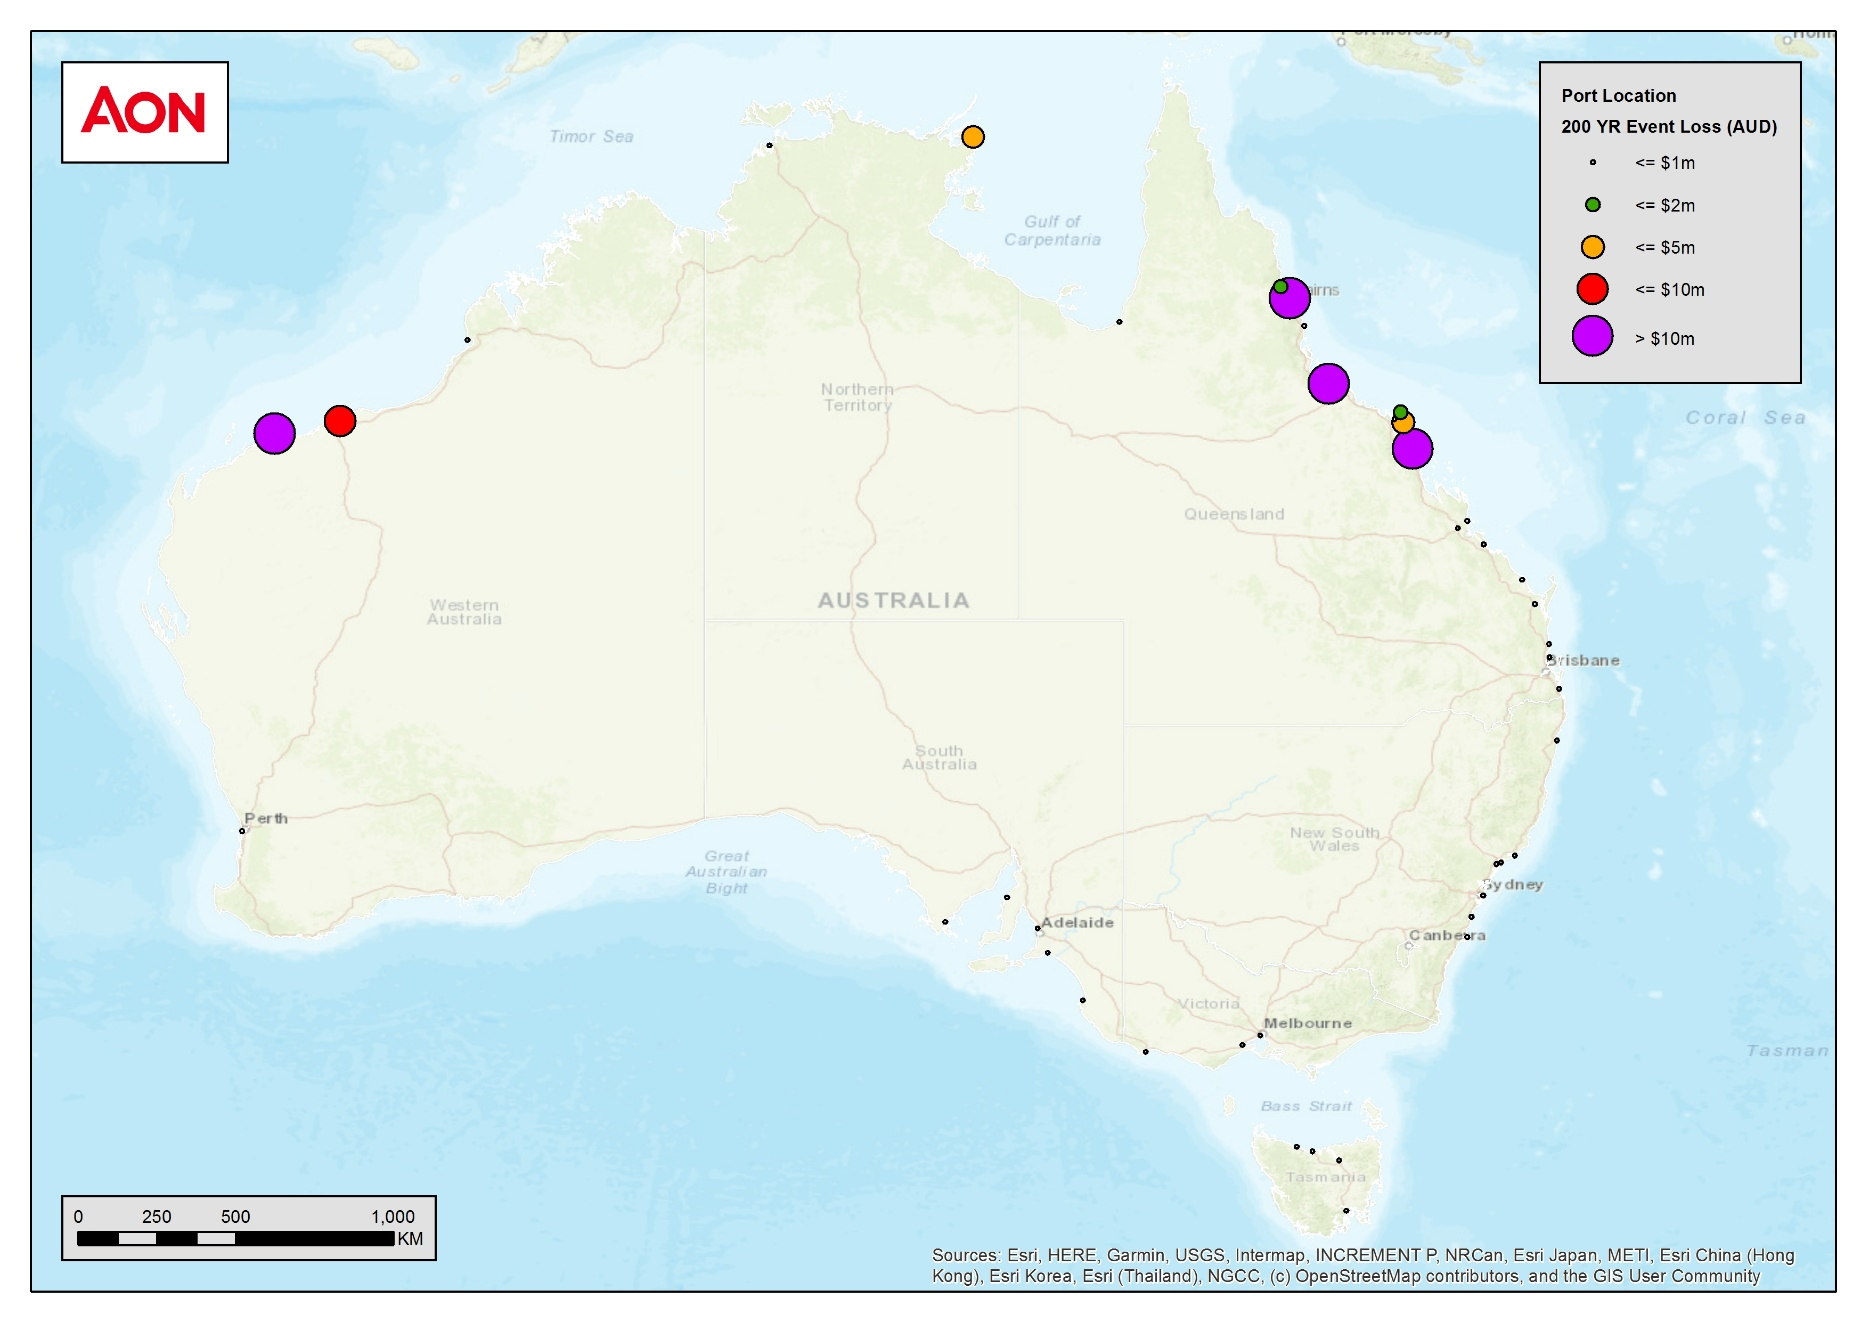 Port Moresby
AON
Port Location
200 YR Event Loss (AUD)
<= $1m
<= $2m
<= $5m
<= $10m
> $10m
Timor Sea
Gulf of
Carpentaria
Northern
Territory
Coral Sea
Queensland
AUSTRALIA
Western
Australia
Brisbane
South
Australia
Perth
New South
Wales
Great
Australian
Bight
Sydney
Adelaide
Canberra
Victoria
Melbourne
Tasman
Bass Strait
Tasmania
0 250 500 1,000
KM
Sources: Esri, HERE, Garmin, USGS, Intermap, INCREMENT P, NRCan, Esri Japan, METI, Esri China (Hong
Kong), Esri Korea, Esri (Thailand), NGCC, (c) OpenStreetMap contributors, and the GIS User Community